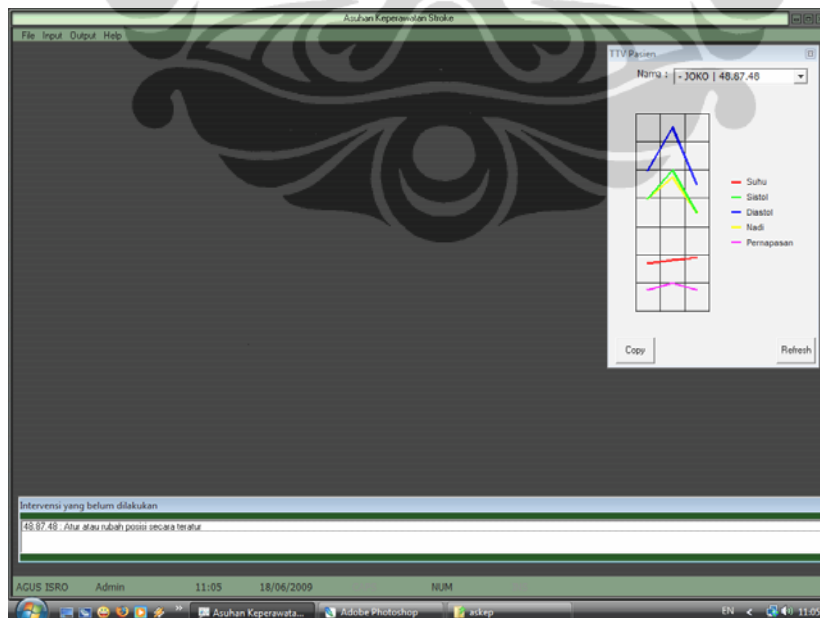 Asuhan Keperawatan Stroke
File Input Output Help
TTV Pasien
Nama : - JOKO | 48.87.48
Suhu
Sistol
Diastol
Nadi
Pernapasan
Copy
Refresh
Intervensi yang belum dilakukan
48.87.48 : Atur atau rubah posisi secara teratur
AGUS ISRO Admin 11:05 18/06/2009 NUM
Asuhan Keperawata... Adobe Photoshop askep EN 11:05